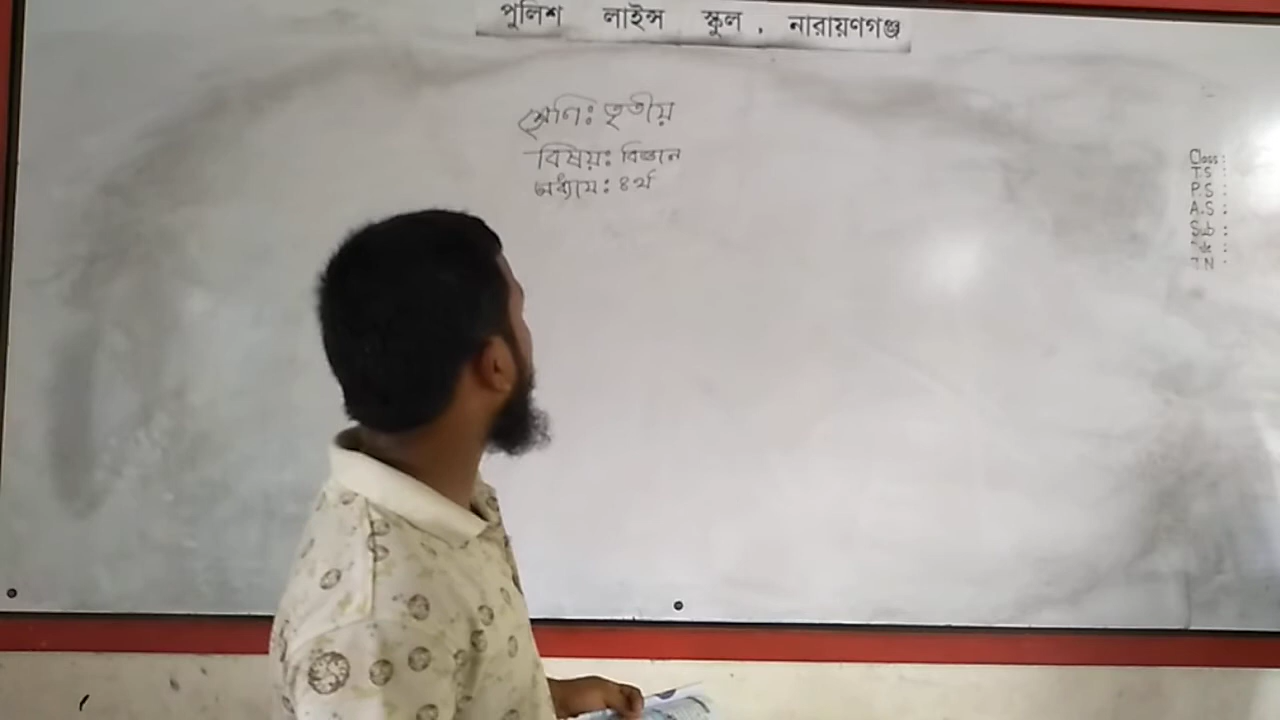 পুলিশ লাইন্স স্কুল , নারায়ণগঞ্জ
শ্রেণিঃ তৃতীয়
বিষয়ঃ বিজ্ঞান
অধ্যায়ঃ ৪র্থ
Class :
T.S :
P.S :
A.S :
Sub :